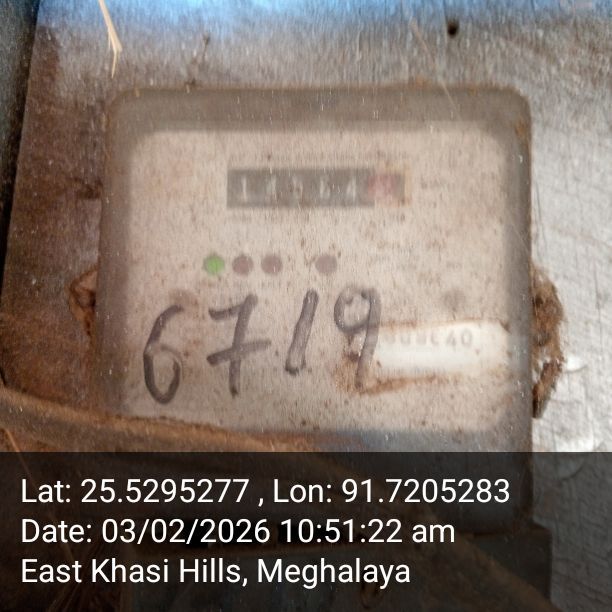 6719
Lat: 25.5295277 , Lon: 91.7205283
Date: 03/02/2026 10:51:22 am
East Khasi Hills, Meghalaya